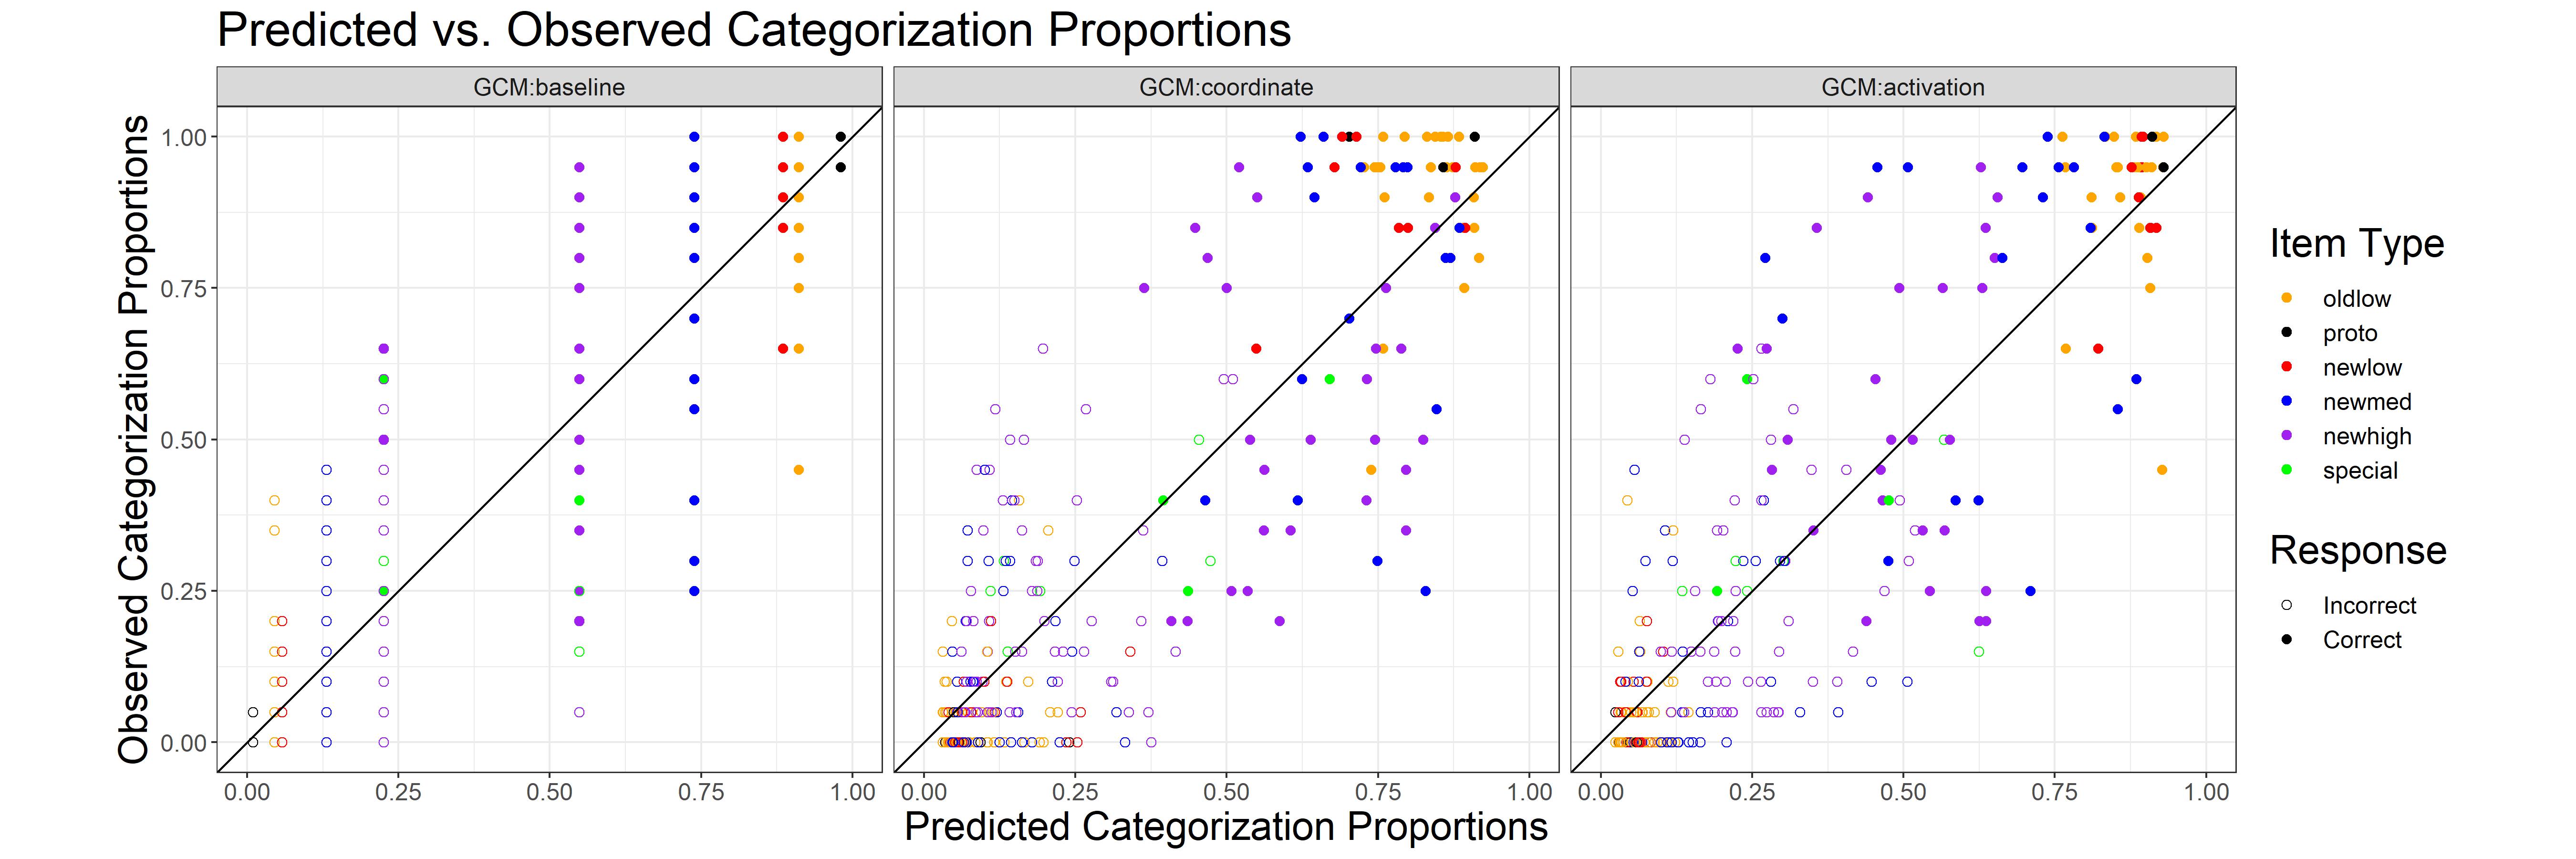 Predicted vs. Observed Categorization Proportions
GCM:baseline
GCM:coordinate
GCM:activation
Observed Categorization Proportions
1.00
0.75
0.50
0.25
0.00
0.00 0.25 0.50 0.75 1.00
0.00 0.25 0.50 0.75 1.00
0.00 0.25 0.50 0.75 1.00
Predicted Categorization Proportions
Item Type
oldlow
proto
newlow
newmed
newhigh
special
Response
Incorrect
Correct